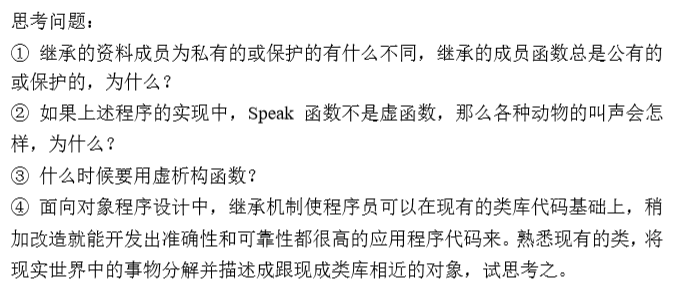 思考问题：
① 继承的资料成员为私有的或保护的有什么不同，继承的成员函数总是公有的
或保护的，为什么？
② 如果上述程序的实现中，Speak 函数不是虚函数，那么各种动物的叫声会怎
样，为什么？
③ 什么时候要用虚析构函数？
④ 面向对象程序设计中，继承机制使程序员可以在现有的类库代码基础上，稍
加改造就能开发出准确性和可靠性都很高的应用程序代码来。熟悉现有的类，将
现实世界中的事物分解并描述成跟现成类库相近的对象，试思考之。